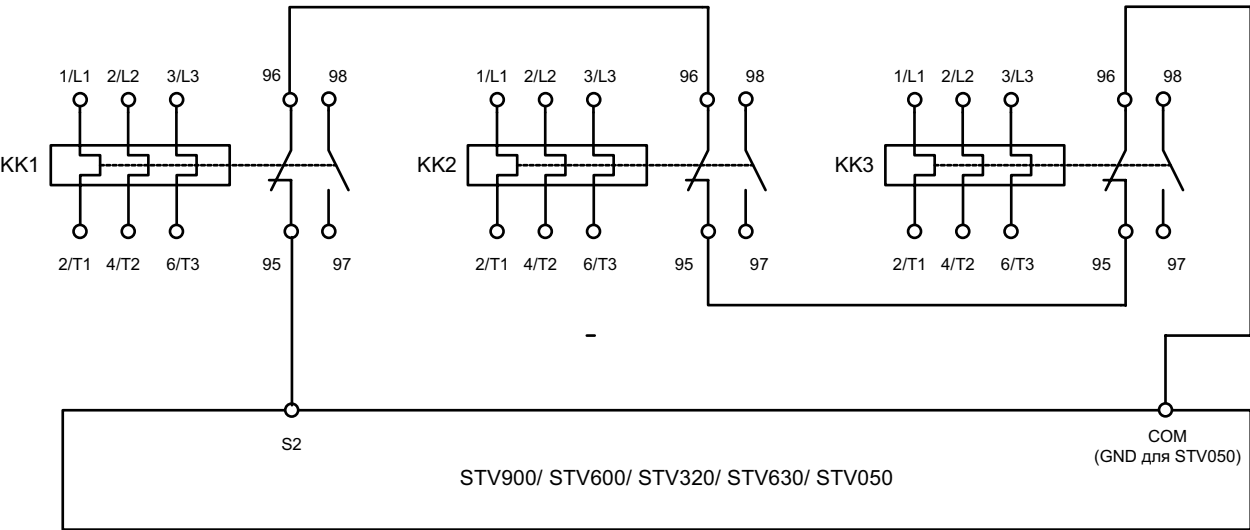 1/L1 2/L2 3/L3 96 98 1/L1 2/L2 3/L3 96 98 1/L1 2/L2 3/L3 96 98
KK1 KK2 KK3
2/T1 4/T2 6/T3 95 97 2/T1 4/T2 6/T3 95 97 2/T1 4/T2 6/T3 95 97
S2 COM
(GND для STV050)
STV900/ STV600/ STV320/ STV630/ STV050